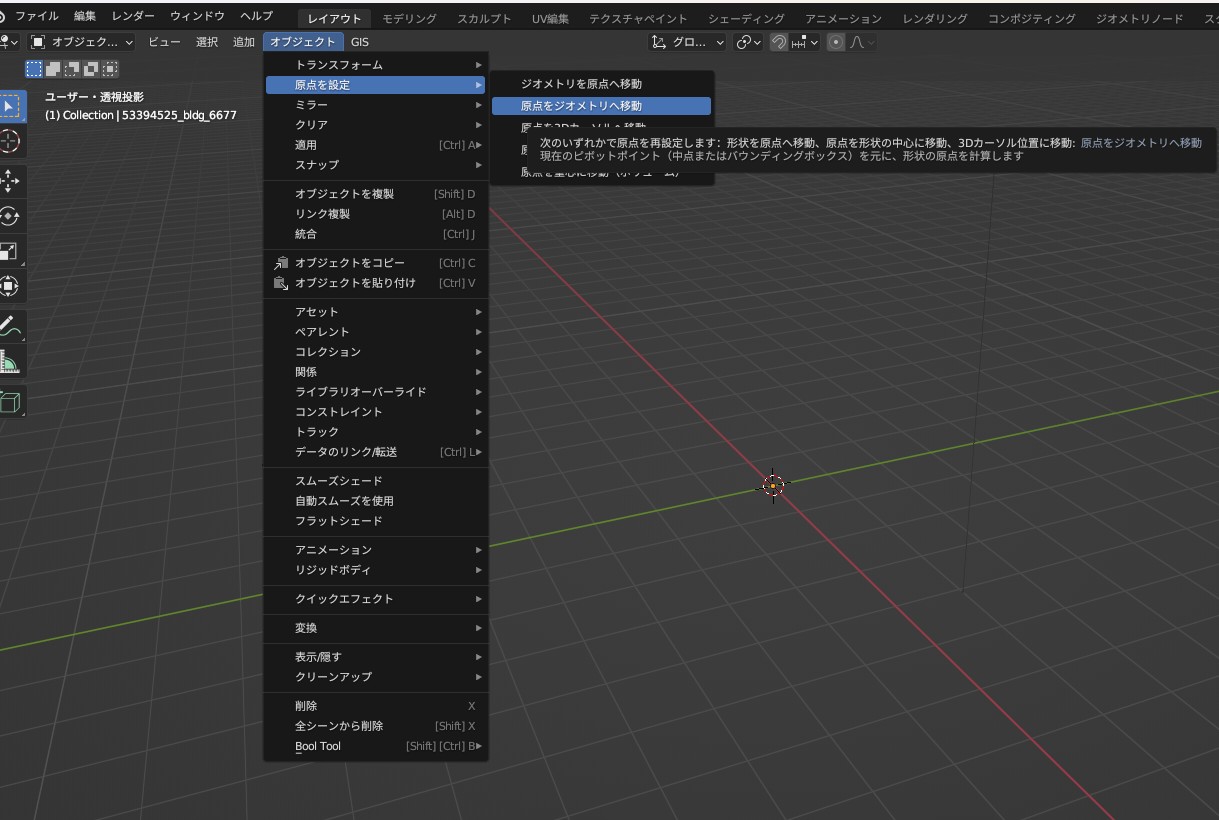 ファイル 編集 レンダー ウィンドウ ヘルプ レイアウト モデリング スカルプト UV編集 テクスチャペイント シェーディング アニメーション レンダリング コンポジティング ジオメトリノード
オブジェク... ビュー 選択 追加 オブジェクト GIS グロ...
ユーザー・透視投影
(1) Collection | 53394525_bldg_6677
トランスフォーム
原点を設定
ミラー
クリア
適用 [Ctrl] A
スナップ
オブジェクトを複製 [Shift] D
リンク複製 [Alt] D
統合 [Ctrl] J
オブジェクトをコピー [Ctrl] C
オブジェクトを貼り付け [Ctrl] V
アセット
ペアレント
コレクション
関係
ライブラリオーバーライド
コンストレイント
トラック
データのリンク/転送 [Ctrl] L
スムーズシェード
自動スムーズを使用
フラットシェード
アニメーション
リジッドボディ
クイックエフェクト
変換
表示/隠す
クリーンアップ
削除 X
全シーンから削除 [Shift] X
Bool Tool [Shift] [Ctrl] B
ジオメトリを原点へ移動
原点をジオメトリへ移動
次のいずれかで原点を再設定します: 形状を原点へ移動、原点を形状の中心に移動、3Dカーソル位置に移動: 原点をジオメトリへ移動
現在のピボットポイント（中点またはバウンディングボックス）を元に、形状の原点を計算します